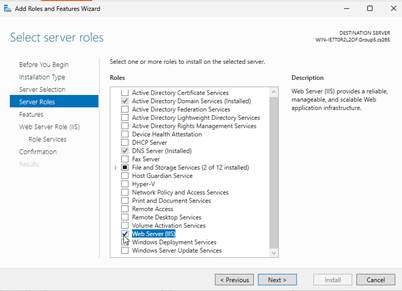 Add Roles and Features Wizard
Select server roles
DESTINATION SERVER
Before You Begin
Installation Type
Server Selection
Server Roles
Features
Web Server Role (IIS)
Role Services
Confirmation
Results
Select one or more roles to install on the selected server.
Roles
Active Directory Certificate Services
Active Directory Domain Services (Installed)
Active Directory Federation Services
Active Directory Lightweight Directory Services
Active Directory Rights Management Services
Device Health Attestation
DHCP Server
DNS Server (Installed)
Fax Server
File and Storage Services (2 of 12 installed)
Host Guardian Service
Hyper-V
Network Policy and Access Services
Print and Document Services
Remote Access
Remote Desktop Services
Volume Activation Services
Web Server (IIS)
Windows Deployment Services
Windows Server Update Services
Description
Web Server (IIS) provides a reliable,
manageable, and scalable Web
application infrastructure.
< Previous
Next >
Install
Cancel